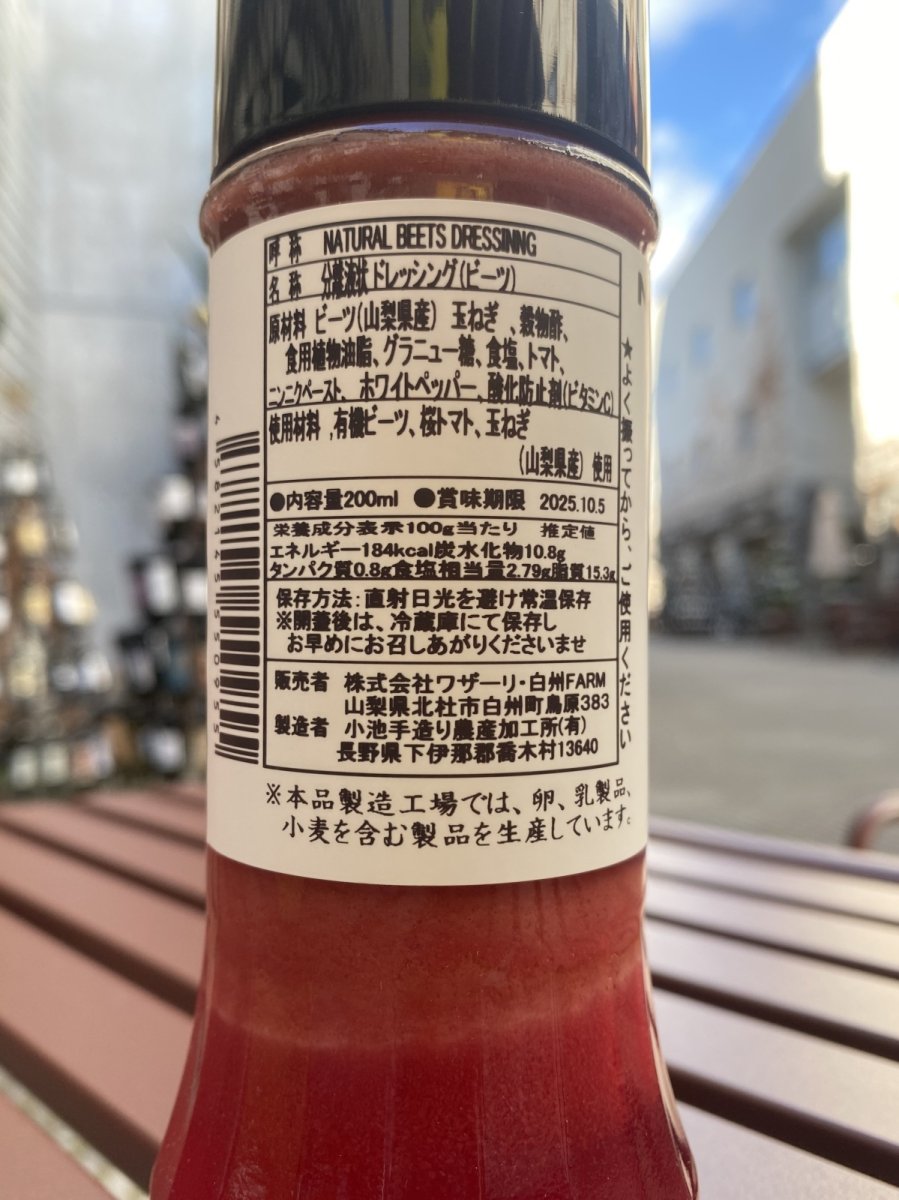 呼称 NATURAL BEETS DRESSINNG
名称 分離液状ドレッシング(ビーツ)
原材料 ビーツ(山梨県産) 玉ねぎ 、穀物酢、
食用植物油脂、グラニュー糖、食塩、トマト、
ニンニクペースト、ホワイトペッパー、酸化防止剤(ビタミンC)
使用材料 ,有機ビーツ、桜トマト、玉ねぎ
(山梨県産) 使用
●内容量200ml ●賞味期限 2025.10.5
栄養成分表示100g当たり 推定値
エネルギー184kcal炭水化物10.8g
タンパク質0.8g食塩相当量2.79g脂質15.3g
保存方法:直射日光を避け常温保存
※開蓋後は、冷蔵庫にて保存し
お早めにお召しあがりくださいませ
販売者 株式会社ワザーリ・白州FARM
山梨県北杜市白州町鳥原383
製造者 小池手造り農産加工所(有)
長野県下伊那郡喬木村13640
※本品製造工場では、卵、乳製品、
小麦を含む製品を生産しています。
★よく振ってから、ご使用ください
4 582145 550955